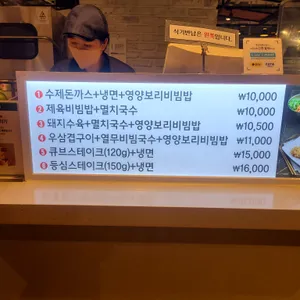 식기반납은 왼쪽입니다.
1 수제돈까스+냉면+영양보리비빔밥 ₩10,000
2 제육비빔밥+멸치국수 ₩10,000
3 돼지수육+멸치국수+영양보리비빔밥 ₩10,500
4 우삼겹구이+열무비빔국수+영양보리비빔밥 ₩11,000
5 큐브스테이크(120g)+냉면 ₩15,000
6 등심스테이크(150g)+냉면 ₩16,000